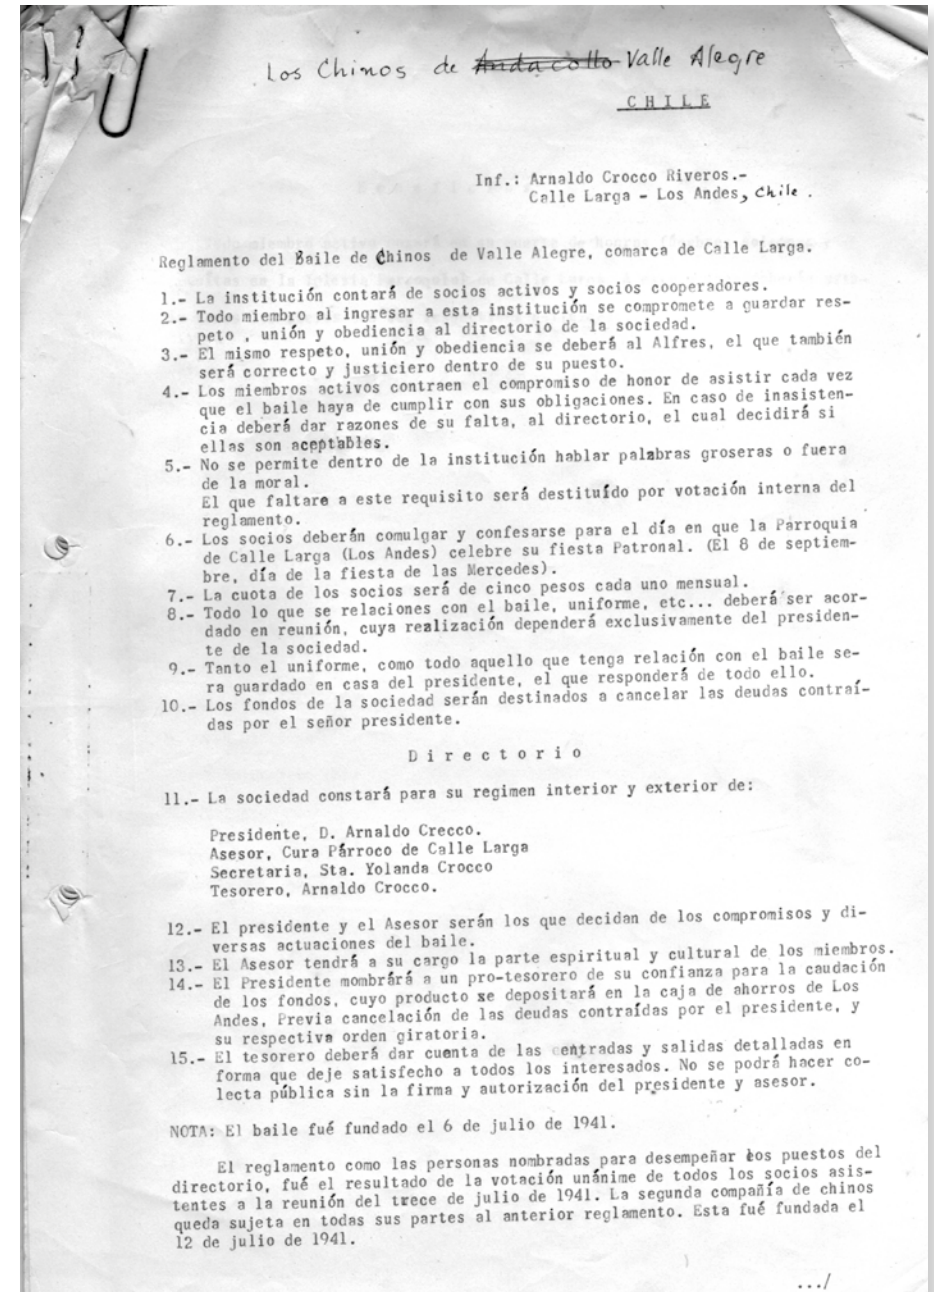 Los Chinos de Andacollo Valle Alegre
CHILE
Inf.: Arnaldo Crocco Riveros.-
Calle Larga - Los Andes, Chile.
Reglamento del Baile de Chinos de Valle Alegre, comarca de Calle Larga.
1.- La institución contará de socios activos y socios cooperadores.
2.- Todo miembro al ingresar a esta institución se compromete a guardar res-
peto , unión y obediencia al directorio de la sociedad.
3.- El mismo respeto, unión y obediencia se deberá al Alfres, el que también
será correcto y justiciero dentro de su puesto.
4.- Los miembros activos contraen el compromiso de honor de asistir cada vez
que el baile haya de cumplir con sus obligaciones. En caso de inasisten-
cia deberá dar razones de su falta, al directorio, el cual decidirá si
ellas son aceptables.
5.- No se permite dentro de la institución hablar palabras groseras o fuera
de la moral.
El que faltare a este requisito será destituído por votación interna del
reglamento.
6.- Los socios deberán comulgar y confesarse para el día en que la Parroquia
de Calle Larga (Los Andes) celebre su fiesta Patronal. (El 8 de septiem-
bre, día de la fiesta de las Mercedes).
7.- La cuota de los socios será de cinco pesos cada uno mensual.
8.- Todo lo que se relaciones con el baile, uniforme, etc... deberá ser acor-
dado en reunión, cuya realización dependerá exclusivamente del presiden-
te de la sociedad.
9.- Tanto el uniforme, como todo aquello que tenga relación con el baile se-
ra guardado en casa del presidente, el que responderá de todo ello.
10.- Los fondos de la sociedad serán destinados a cancelar las deudas contraí-
das por el señor presidente.
Directorio
11.- La sociedad constará para su regimen interior y exterior de:
Presidente, D. Arnaldo Crecco.
Asesor, Cura Párroco de Calle Larga
Secretaria, Sta. Yolanda Crocco
Tesorero, Arnaldo Crocco.
12.- El presidente y el Asesor serán los que decidan de los compromisos y di-
versas actuaciones del baile.
13.- El Asesor tendrá a su cargo la parte espiritual y cultural de los miembros.
14.- El Presidente mombrárá a un pro-tesorero de su confianza para la caudación
de los fondos, cuyo producto se depositará en la caja de ahorros de Los
Andes, Previa cancelación de las deudas contraídas por el presidente, y
su respectiva orden giratoria.
15.- El tesorero deberá dar cuenta de las entradas y salidas detalladas en
forma que deje satisfecho a todos los interesados. No se podrá hacer co-
lecta pública sin la firma y autorización del presidente y asesor.
NOTA: El baile fué fundado el 6 de julio de 1941.
El reglamento como las personas nombradas para desempeñar los puestos del
directorio, fué el resultado de la votación unánime de todos los socios asis-
tentes a la reunión del trece de julio de 1941. La segunda compañía de chinos
queda sujeta en todas sus partes al anterior reglamento. Esta fué fundada el
12 de julio de 1941.
.../